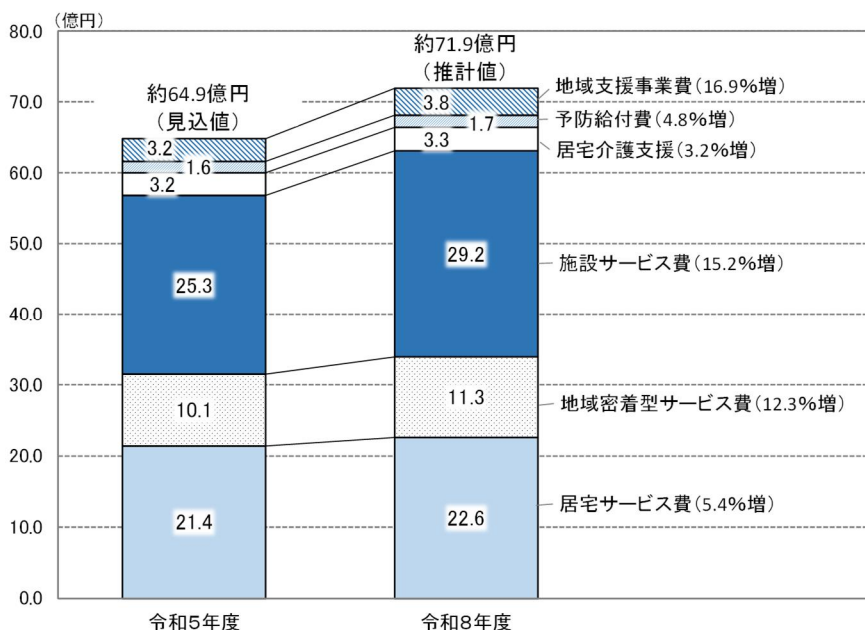 （億円）
80.0
70.0
60.0
50.0
40.0
30.0
20.0
10.0
0.0
約64.9億円
（見込値）
3.2
1.6
3.2
25.3
10.1
21.4
令和5年度
約71.9億円
（推計値）
3.8
1.7
3.3
29.2
11.3
22.6
令和8年度
地域支援事業費（16.9%増）
予防給付費（4.8%増）
居宅介護支援（3.2%増）
施設サービス費（15.2%増）
地域密着型サービス費（12.3%増）
居宅サービス費（5.4%増）